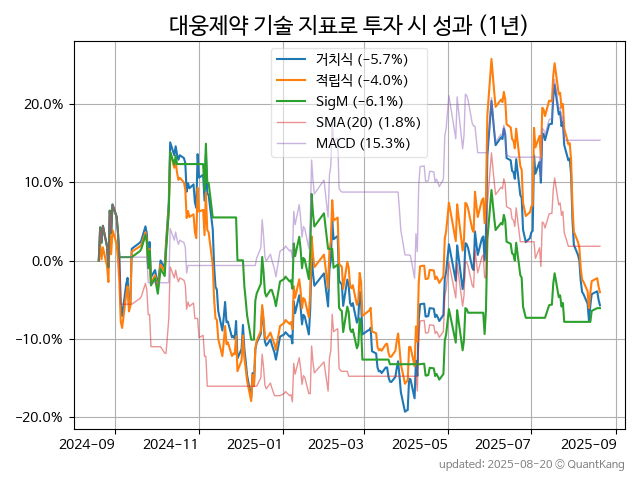 대웅제약 기술 지표로 투자 시 성과 (1년)
거치식 (−5.7%)
적립식 (−4.0%)
SigM (−6.1%)
SMA(20) (1.8%)
MACD (15.3%)
20.0%
10.0%
0.0%
−10.0%
−20.0%
2024-09 2024-11 2025-01 2025-03 2025-05 2025-07 2025-09
updated: 2025-08-20 © QuantKang